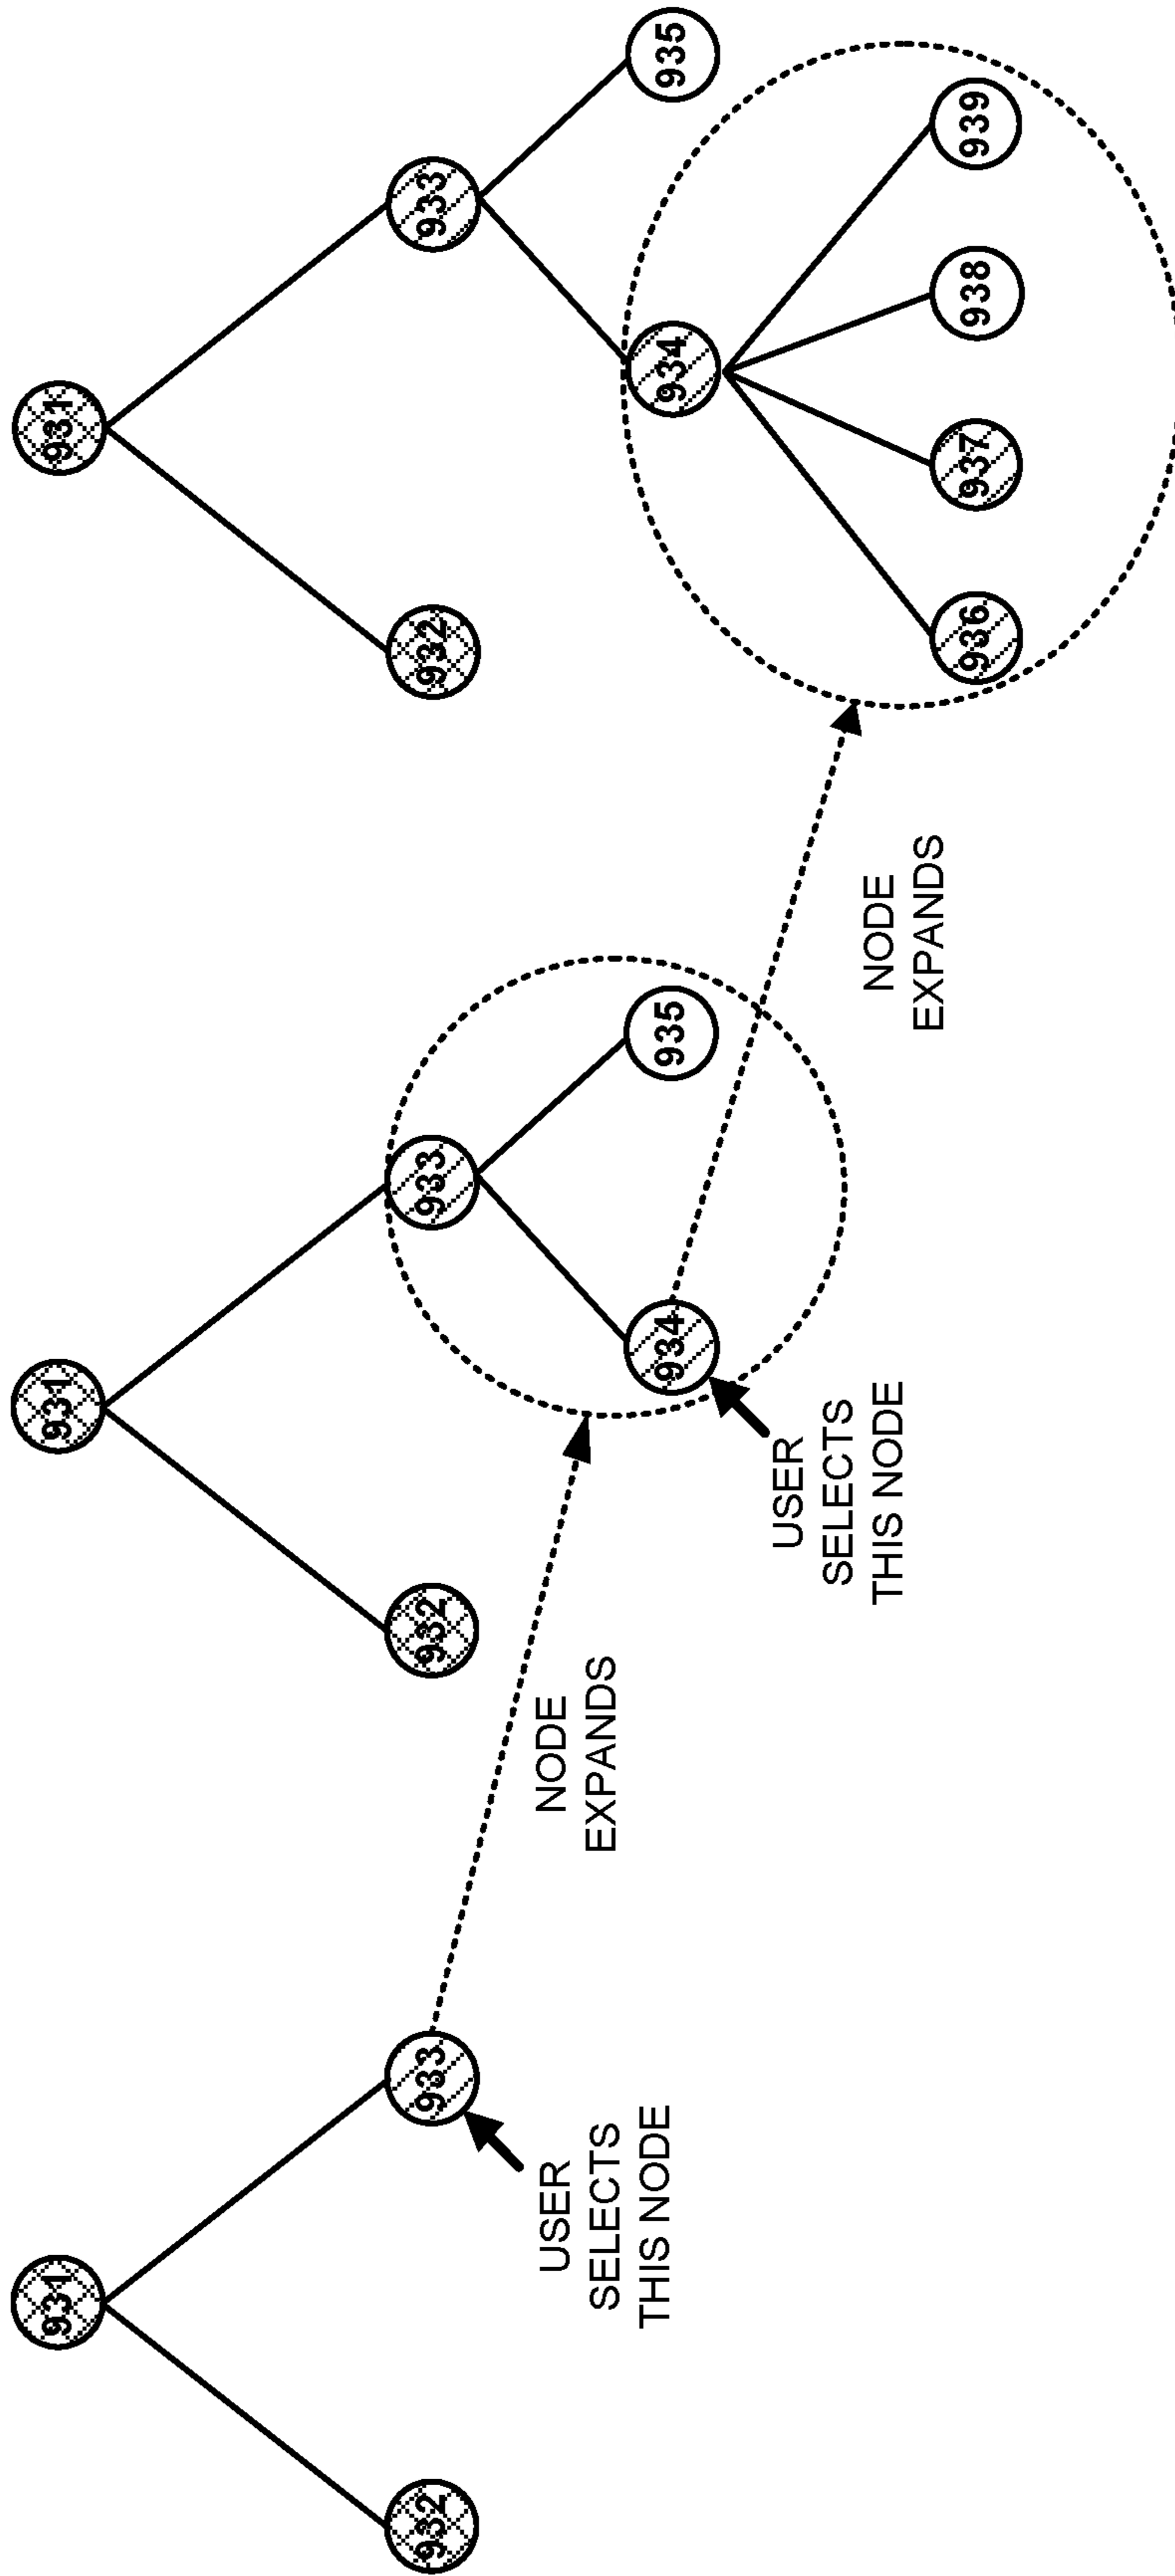 931
932
933
USER
SELECTS
THIS NODE
NODE
EXPANDS
931
932
933
934
935
USER
SELECTS
THIS NODE
NODE
EXPANDS
931
932
933
934
935
936
937
938
939